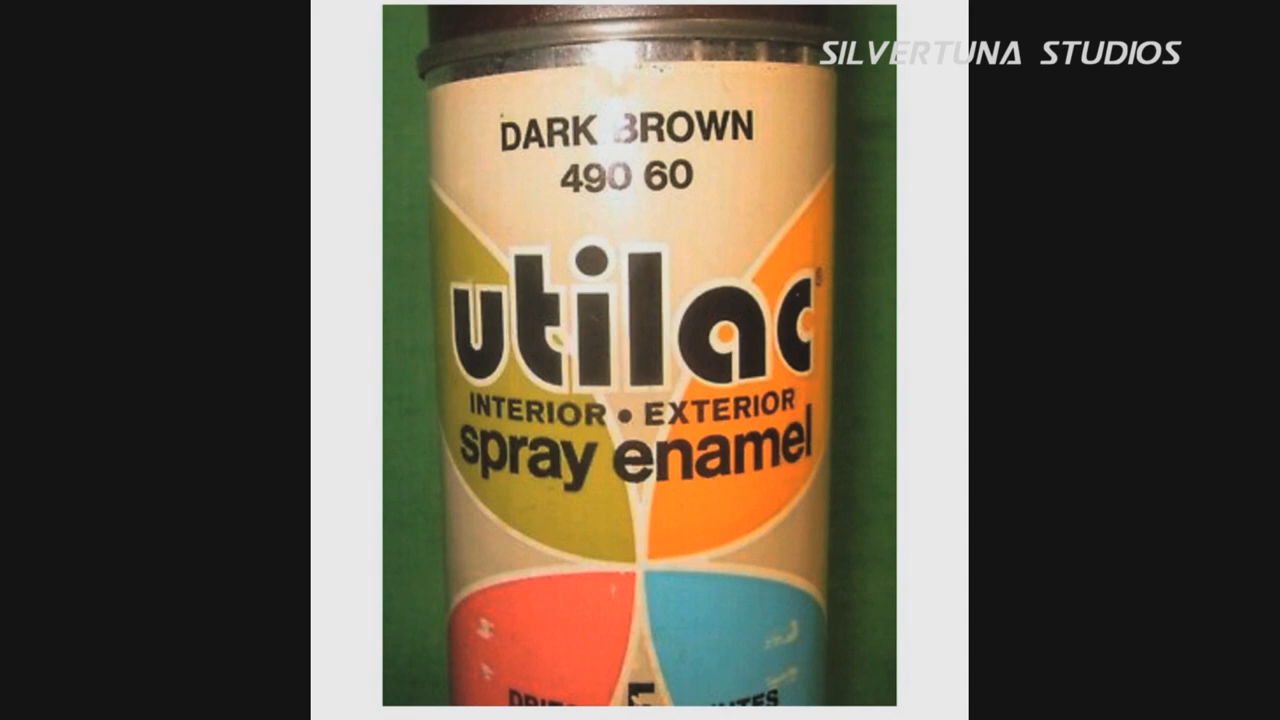 SILVERTUNA STUDIOS
DARK BROWN
490 60
utilac®
INTERIOR • EXTERIOR
spray enamel